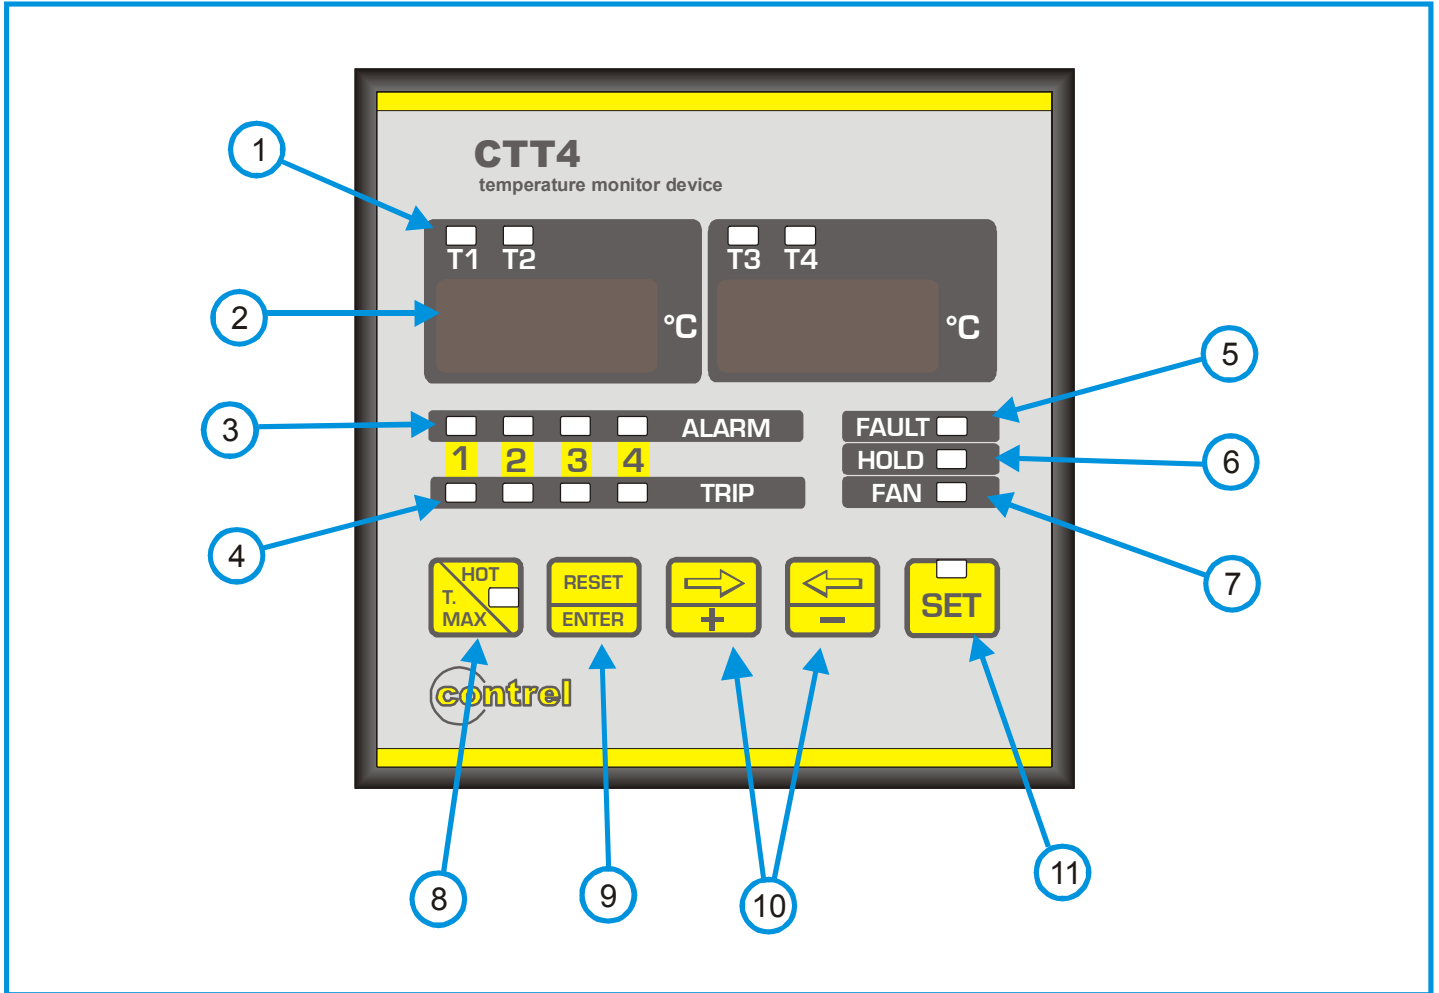 CTT4
temperature monitor device
1
T1 T2
T3 T4
2
°C
°C
5
3
ALARM
FAULT
1 2 3 4
HOLD
6
TRIP
FAN
4
7
HOT
T.
MAX
RESET
ENTER
+
-
SET
contrel
8
9
10
11